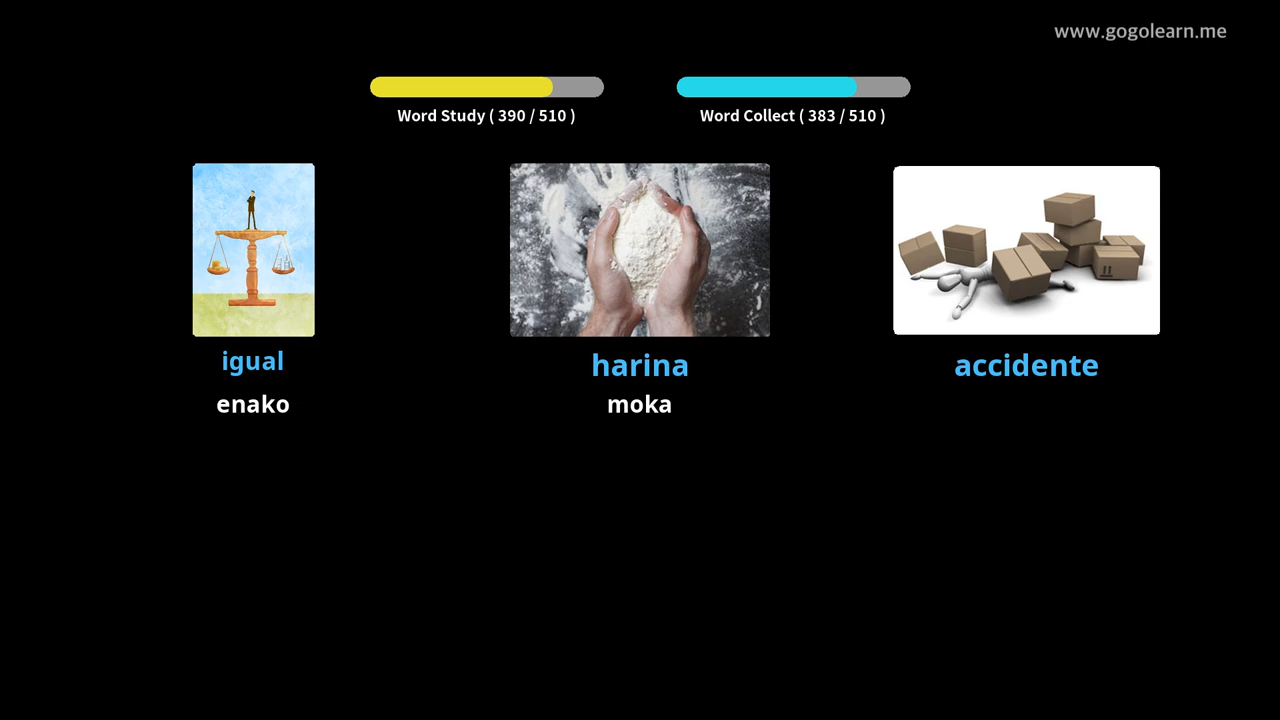 www.gogolearn.me
Word Study ( 390 / 510 )
Word Collect ( 383 / 510 )
igual
harina
accidente
enako
moka